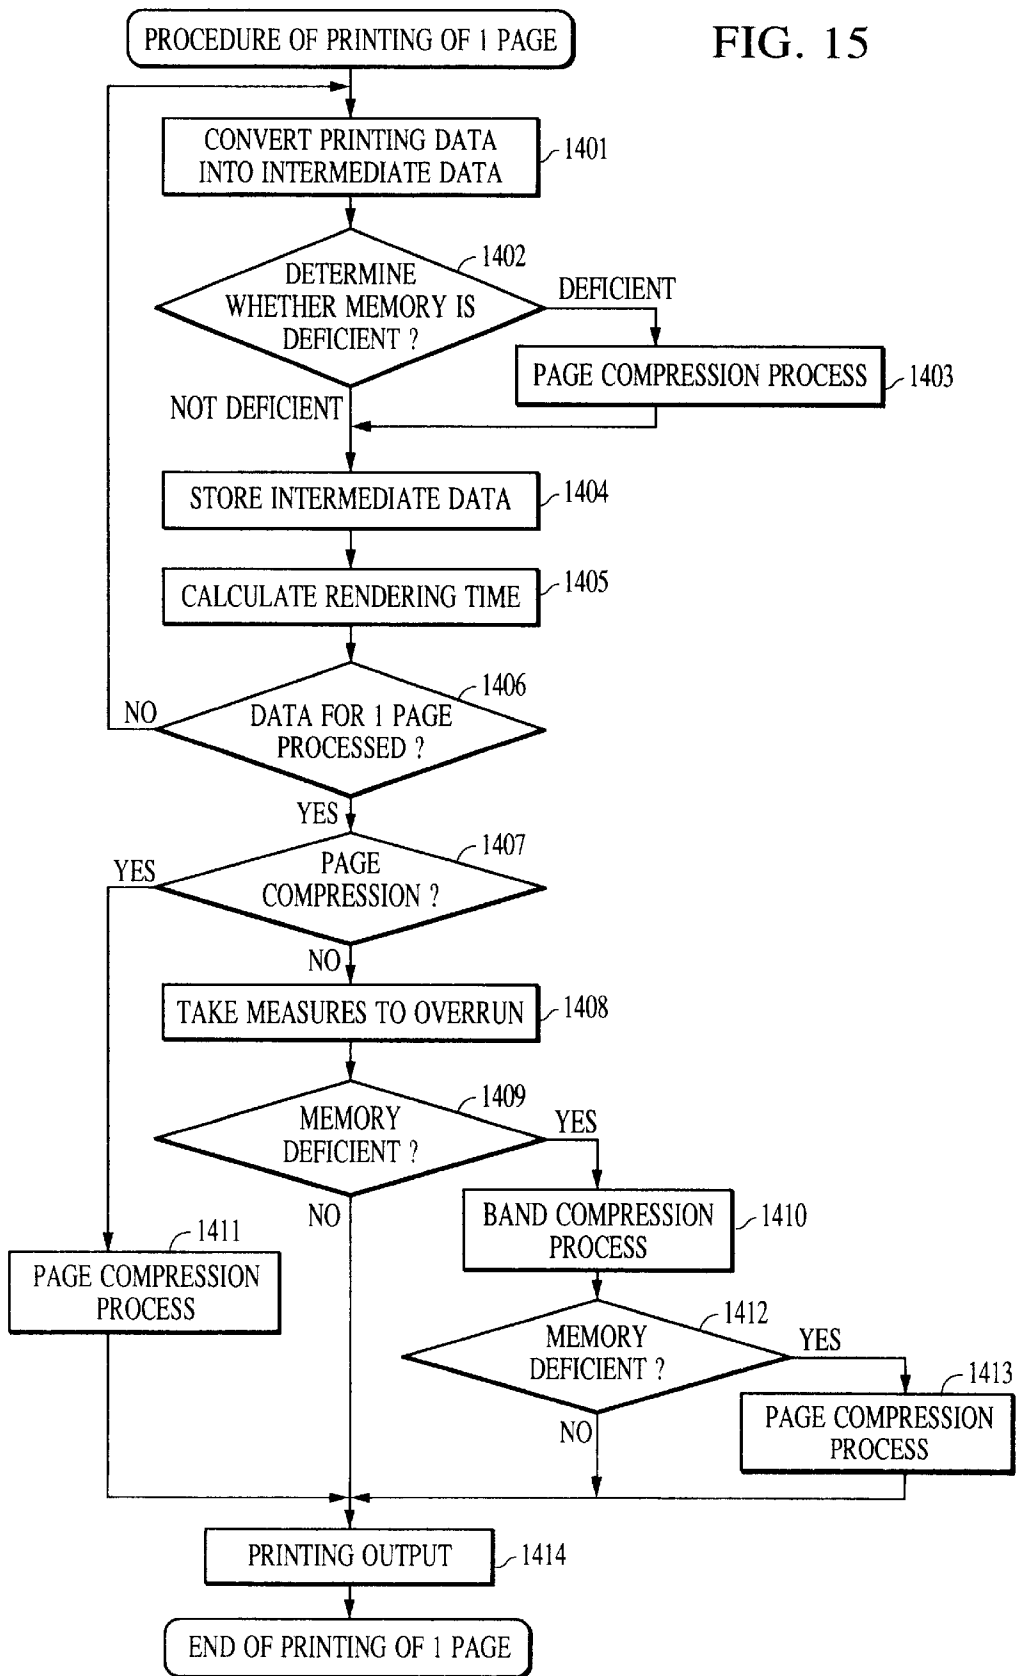 PROCEDURE OF PRINTING OF 1 PAGE
FIG. 15
CONVERT PRINTING DATA
INTO INTERMEDIATE DATA
1401
DETERMINE
WHETHER MEMORY IS
DEFICIENT ?
1402
DEFICIENT
PAGE COMPRESSION PROCESS
1403
NOT DEFICIENT
STORE INTERMEDIATE DATA
1404
CALCULATE RENDERING TIME
1405
1406
NO
DATA FOR 1 PAGE
PROCESSED ?
YES
1407
YES
PAGE
COMPRESSION ?
NO
TAKE MEASURES TO OVERRUN
1408
1409
MEMORY
DEFICIENT ?
YES
NO
BAND COMPRESSION
PROCESS
1410
1411
PAGE COMPRESSION
PROCESS
1412
MEMORY
DEFICIENT ?
YES
NO
1413
PAGE COMPRESSION
PROCESS
PRINTING OUTPUT
1414
END OF PRINTING OF 1 PAGE